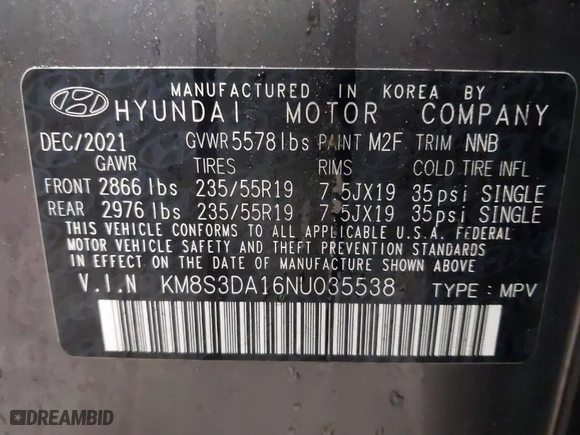 MANUFACTURED IN KOREA BY
HYUNDAI MOTOR COMPANY
DEC/2021 GVWR 5578 lbs PAINT M2F TRIM NNB
GAWR TIRES RIMS COLD TIRE INFL
FRONT 2866 lbs 235/55R19 7.5JX19 35psi SINGLE
REAR 2976 lbs 235/55R19 7.5JX19 35psi SINGLE
THIS VEHICLE CONFORMS TO ALL APPLICABLE U.S.A. FEDERAL
MOTOR VEHICLE SAFETY AND THEFT PREVENTION STANDARDS
IN EFFECT ON THE DATE OF MANUFACTURE SHOWN ABOVE.
V.I.N KM8S3DA16NU035538 TYPE : MPV
DREAMBID